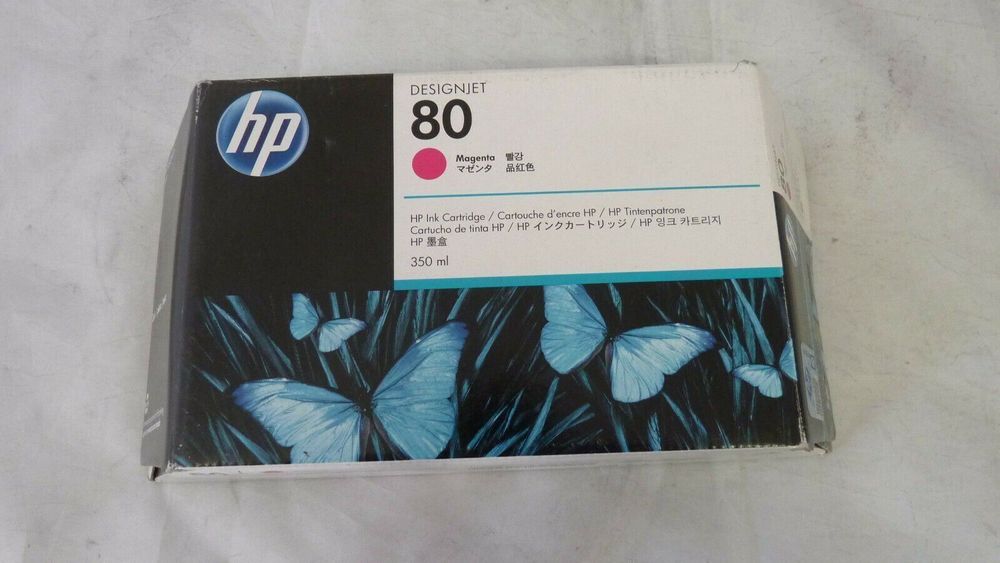 hp
DESIGNJET
80
Magenta 빨강
マゼンタ 品紅色
HP Ink Cartridge / Cartouche d'encre HP / HP Tintenpatrone
Cartucho de tinta HP / HP インクカートリッジ / HP 잉크 카트리지
HP 墨盒
350 ml